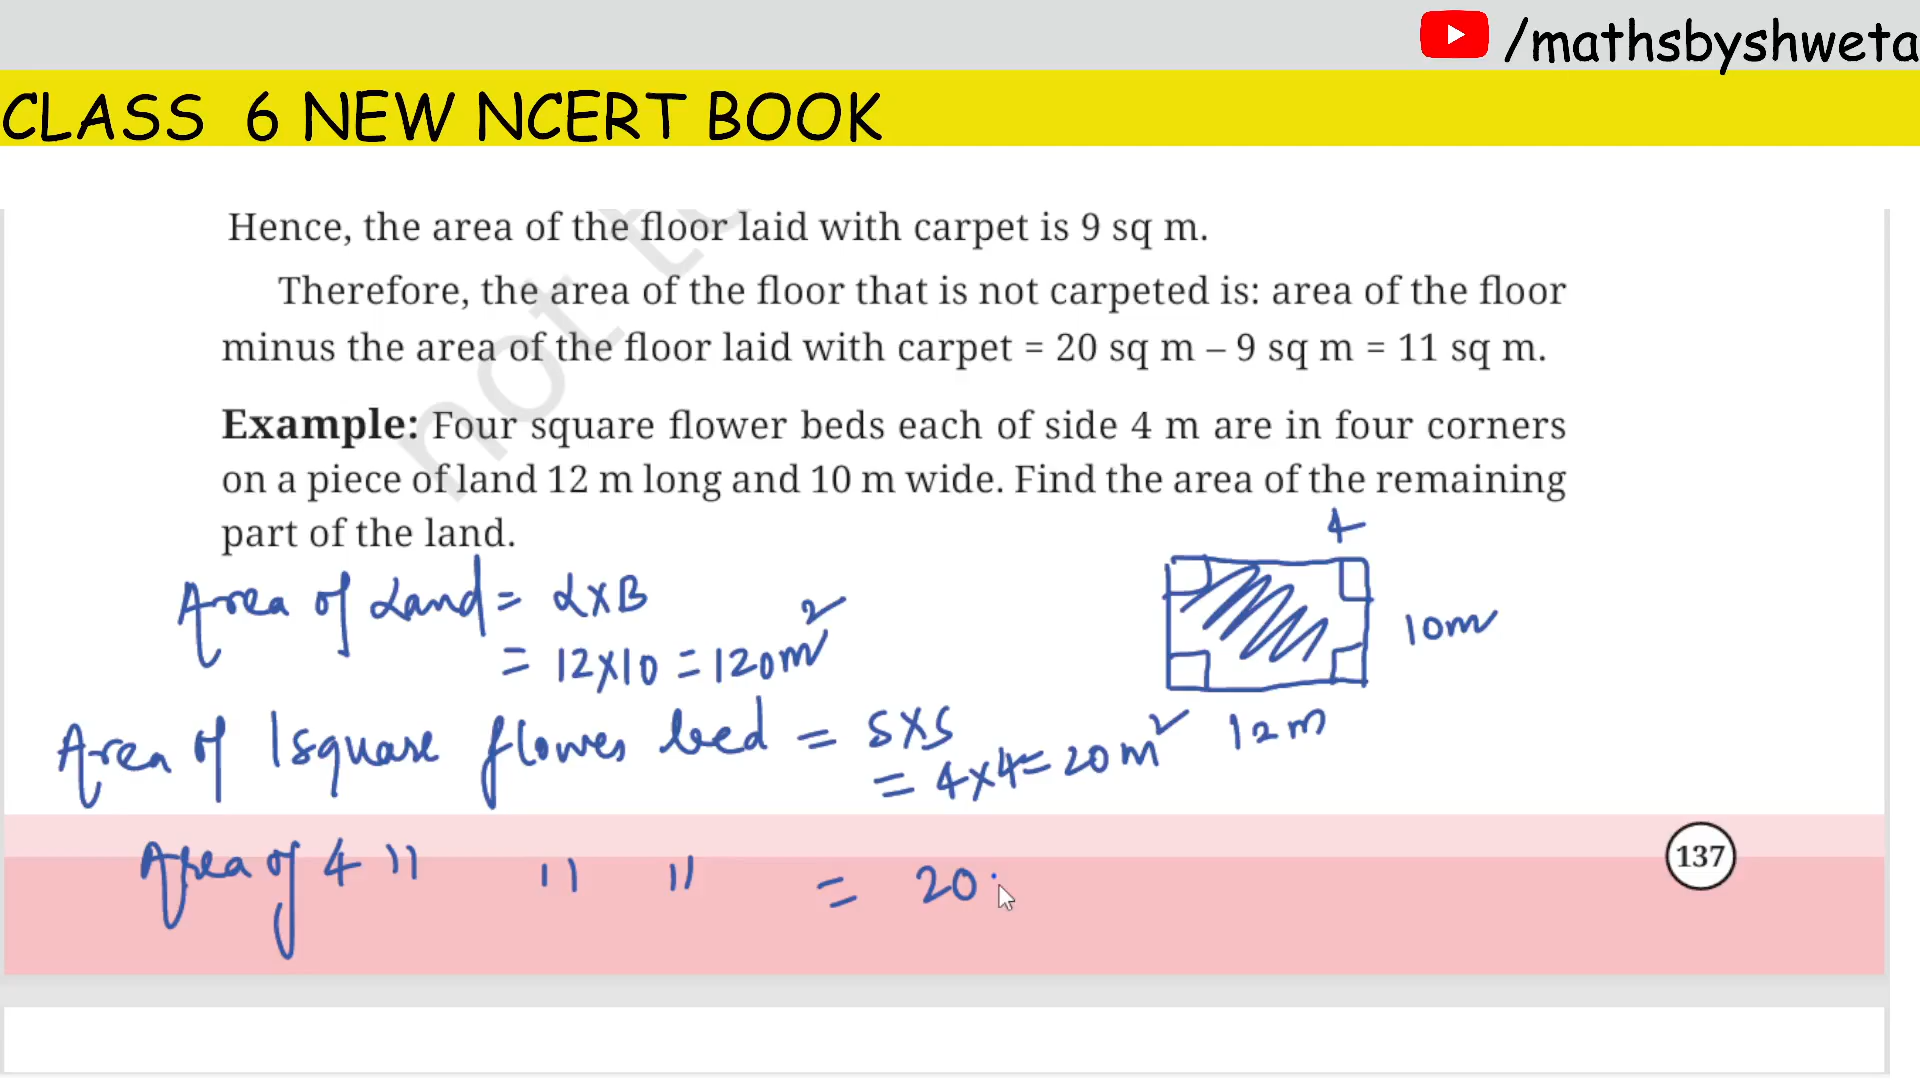 /mathsbyshweta
CLASS 6 NEW NCERT BOOK
not to
Hence, the area of the floor laid with carpet is 9 sq m.
Therefore, the area of the floor that is not carpeted is: area of the floor
minus the area of the floor laid with carpet = 20 sq m – 9 sq m = 11 sq m.
Example: Four square flower beds each of side 4 m are in four corners
on a piece of land 12 m long and 10 m wide. Find the area of the remaining
part of the land.
4
Area of Land = L×B
= 12×10 = 120m²
10m
12m
Area of 1 square flower bed = S×S
= 4×4 = 20m²
Area of 4 " " " = 20
137